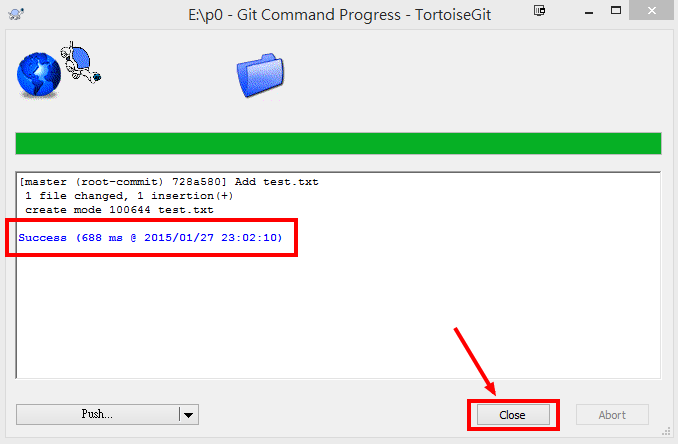 E:\p0 - Git Command Progress - TortoiseGit
[master (root-commit) 728a580] Add test.txt
1 file changed, 1 insertion(+)
create mode 100644 test.txt
Success (688 ms @ 2015/01/27 23:02:10)
Push...
Close
Abort